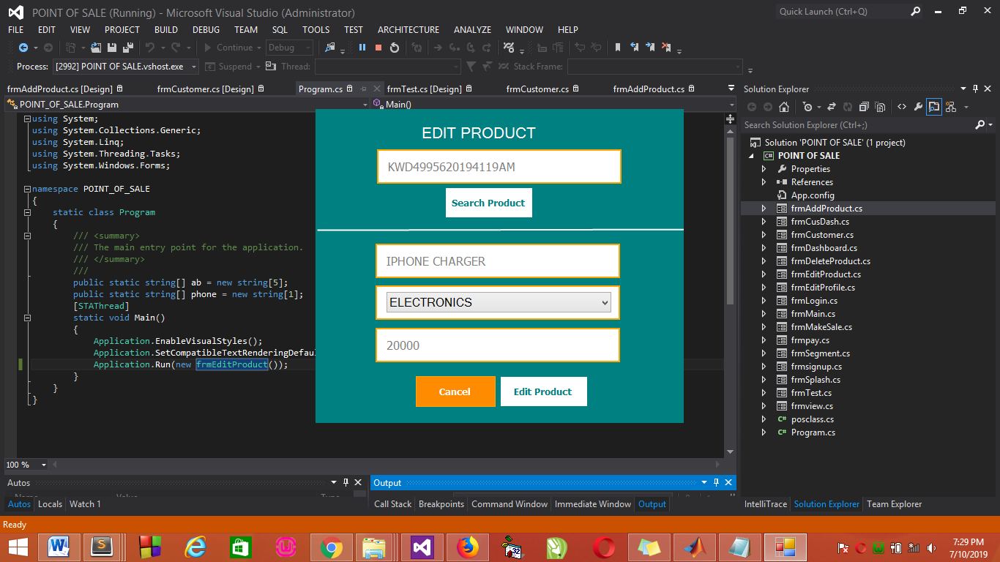 POINT OF SALE (Running) - Microsoft Visual Studio (Administrator)
Quick Launch (Ctrl+Q)
FILE EDIT VIEW PROJECT BUILD DEBUG TEAM SQL TOOLS TEST ARCHITECTURE ANALYZE WINDOW HELP
Continue Debug
Process: [2992] POINT OF SALE.vshost.exe Suspend Thread: Stack Frame:
frmAddProduct.cs [Design] frmCustomer.cs [Design] Program.cs frmTest.cs [Design] frmCustomer.cs frmAddProduct.cs
POINT_OF_SALE.Program Main()
using System;
using System.Collections.Generic;
using System.Linq;
using System.Threading.Tasks;
using System.Windows.Forms;
namespace POINT_OF_SALE
{
static class Program
{
/// <summary>
/// The main entry point for the application.
/// </summary>
///
public static string[] ab = new string[5];
public static string[] phone = new string[1];
[STAThread]
static void Main()
{
Application.EnableVisualStyles();
Application.SetCompatibleTextRenderingDefau
Application.Run(new frmEditProduct());
}
}
}
EDIT PRODUCT
KWD4995620194119AM
Search Product
IPHONE CHARGER
ELECTRONICS
20000
Cancel Edit Product
Solution Explorer
Search Solution Explorer (Ctrl+;)
Solution 'POINT OF SALE' (1 project)
POINT OF SALE
Properties
References
App.config
frmAddProduct.cs
frmCusDash.cs
frmCustomer.cs
frmDashboard.cs
frmDeleteProduct.cs
frmEditProduct.cs
frmEditProfile.cs
frmLogin.cs
frmMain.cs
frmMakeSale.cs
frmpay.cs
frmSegment.cs
frmsignup.cs
frmSplash.cs
frmTest.cs
frmview.cs
posclass.cs
Program.cs
100 %
Autos
Output
Name Value Type
Autos Locals Watch 1
Call Stack Breakpoints Command Window Immediate Window Output
IntelliTrace Solution Explorer Team Explorer
Ready
32
7:29 PM
7/10/2019